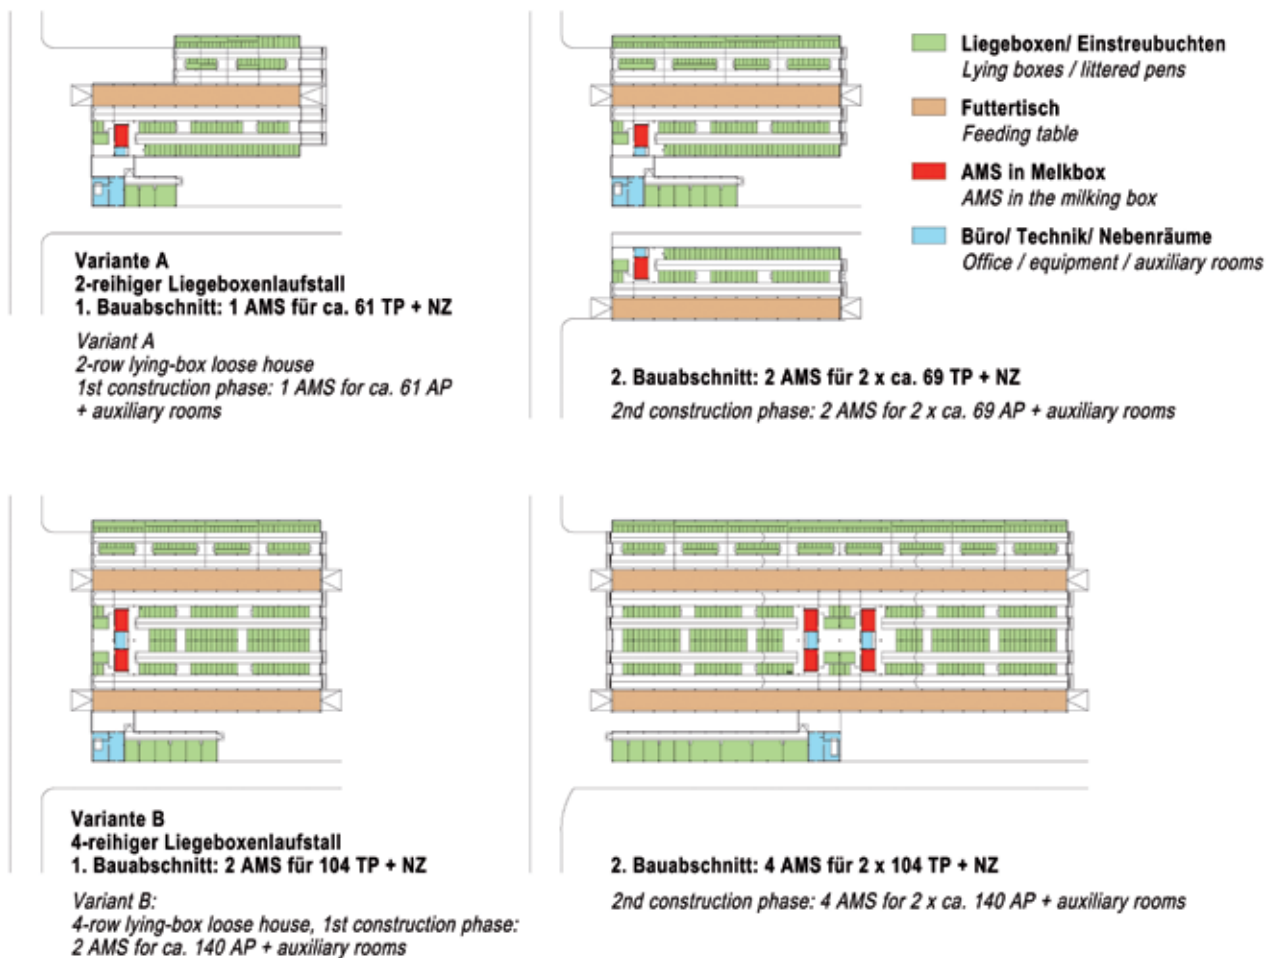 Liegeboxen/ Einstreubuchten
Lying boxes / littered pens
Futtertisch
Feeding table
AMS in Melkbox
AMS in the milking box
Büro/ Technik/ Nebenräume
Office / equipment / auxiliary rooms
Variante A
2-reihiger Liegeboxenlaufstall
1. Bauabschnitt: 1 AMS für ca. 61 TP + NZ
Variant A
2-row lying-box loose house
1st construction phase: 1 AMS for ca. 61 AP
+ auxiliary rooms
2. Bauabschnitt: 2 AMS für 2 x ca. 69 TP + NZ
2nd construction phase: 2 AMS for 2 x ca. 69 AP + auxiliary rooms
Variante B
4-reihiger Liegeboxenlaufstall
1. Bauabschnitt: 2 AMS für 104 TP + NZ
Variant B:
4-row lying-box loose house, 1st construction phase:
2 AMS for ca. 140 AP + auxiliary rooms
2. Bauabschnitt: 4 AMS für 2 x 104 TP + NZ
2nd construction phase: 4 AMS for 2 x ca. 140 AP + auxiliary rooms